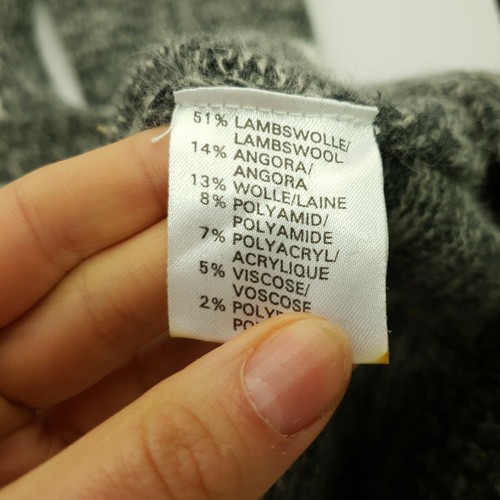 51% LAMBSWOLLE/
LAMBSWOOL
14% ANGORA/
ANGORA
13% WOLLE/LAINE
8% POLYAMID/
POLYAMIDE
7% POLYACRYL/
ACRYLIQUE
5% VISCOSE/
VOSCOSE
2%